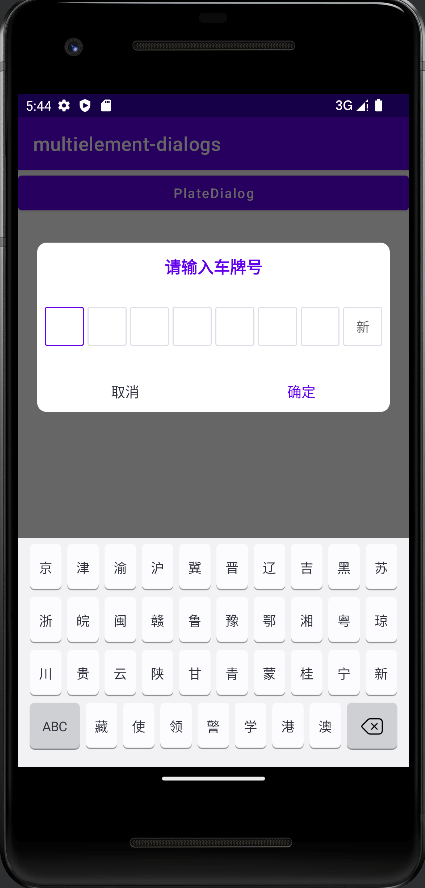 5:44 3G
multielement-dialogs
PlateDialog
请输入车牌号
新
取消 确定
京 津 渝 沪 冀 晋 辽 吉 黑 苏
浙 皖 闽 赣 鲁 豫 鄂 湘 粤 琼
川 贵 云 陕 甘 青 蒙 桂 宁 新
ABC 藏 使 领 警 学 港 澳